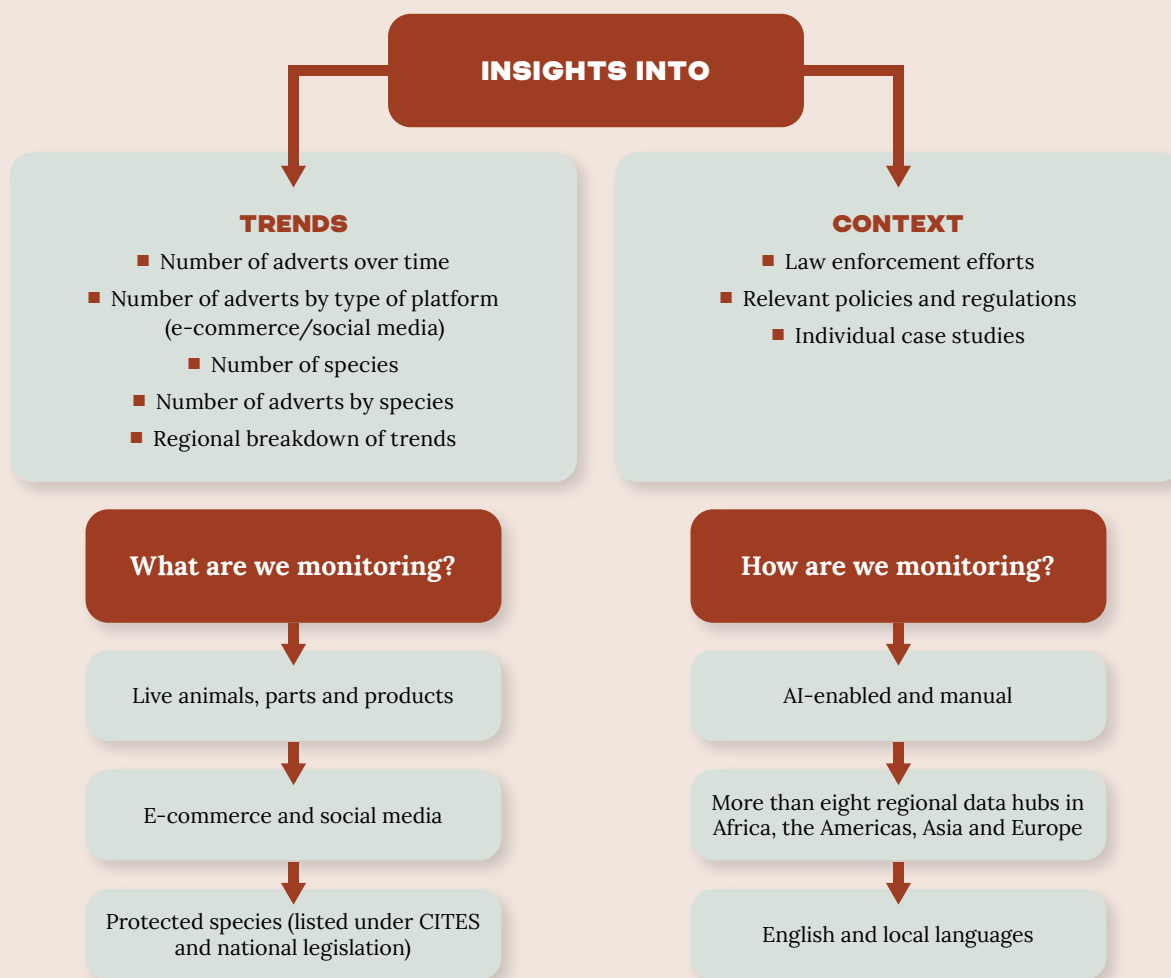 INSIGHTS INTO
TRENDS
■ Number of adverts over time
■ Number of adverts by type of platform
(e-commerce/social media)
■ Number of species
■ Number of adverts by species
■ Regional breakdown of trends
CONTEXT
■ Law enforcement efforts
■ Relevant policies and regulations
■ Individual case studies
What are we monitoring?
Live animals, parts and products
E-commerce and social media
Protected species (listed under CITES
and national legislation)
How are we monitoring?
AI-enabled and manual
More than eight regional data hubs in
Africa, the Americas, Asia and Europe
English and local languages